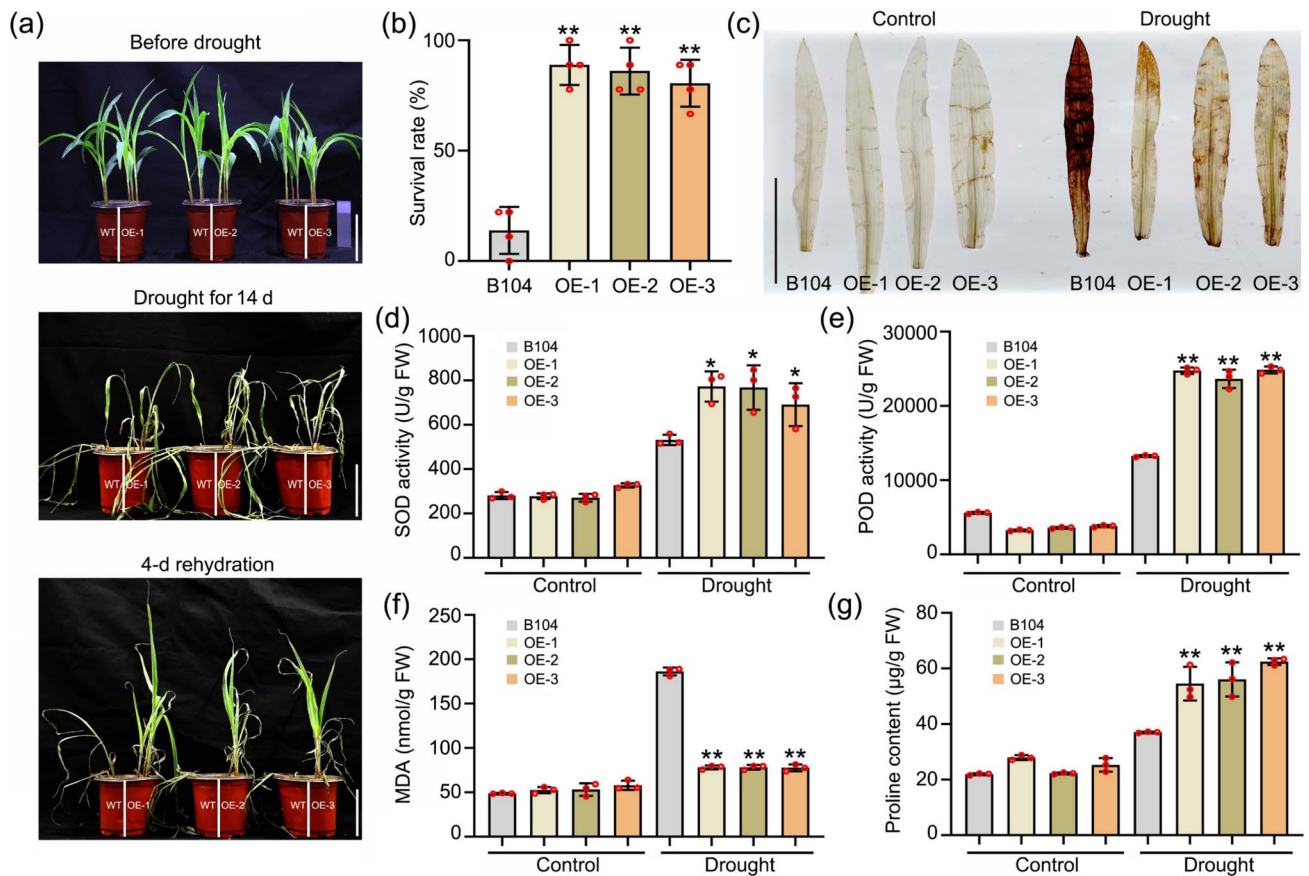 (a)
Before drought
WT OE-1 WT OE-2 WT OE-3
Drought for 14 d
WT OE-1 WT OE-2 WT OE-3
4-d rehydration
WT OE-1 WT OE-2 WT OE-3
(b)
Survival rate (%)
100
50
0
** ** **
B104 OE-1 OE-2 OE-3
(c)
Control Drought
B104 OE-1 OE-2 OE-3 B104 OE-1 OE-2 OE-3
(d)
SOD activity (U/g FW)
1000
800
600
400
200
0
B104
OE-1
OE-2
OE-3
* * *
Control Drought
(e)
POD activity (U/g FW)
30000
20000
10000
0
B104
OE-1
OE-2
OE-3
** ** **
Control Drought
(f)
MDA (nmol/g FW)
250
200
150
100
50
0
B104
OE-1
OE-2
OE-3
** ** **
Control Drought
(g)
Proline content (μg/g FW)
80
60
40
20
0
B104
OE-1
OE-2
OE-3
** ** **
Control Drought